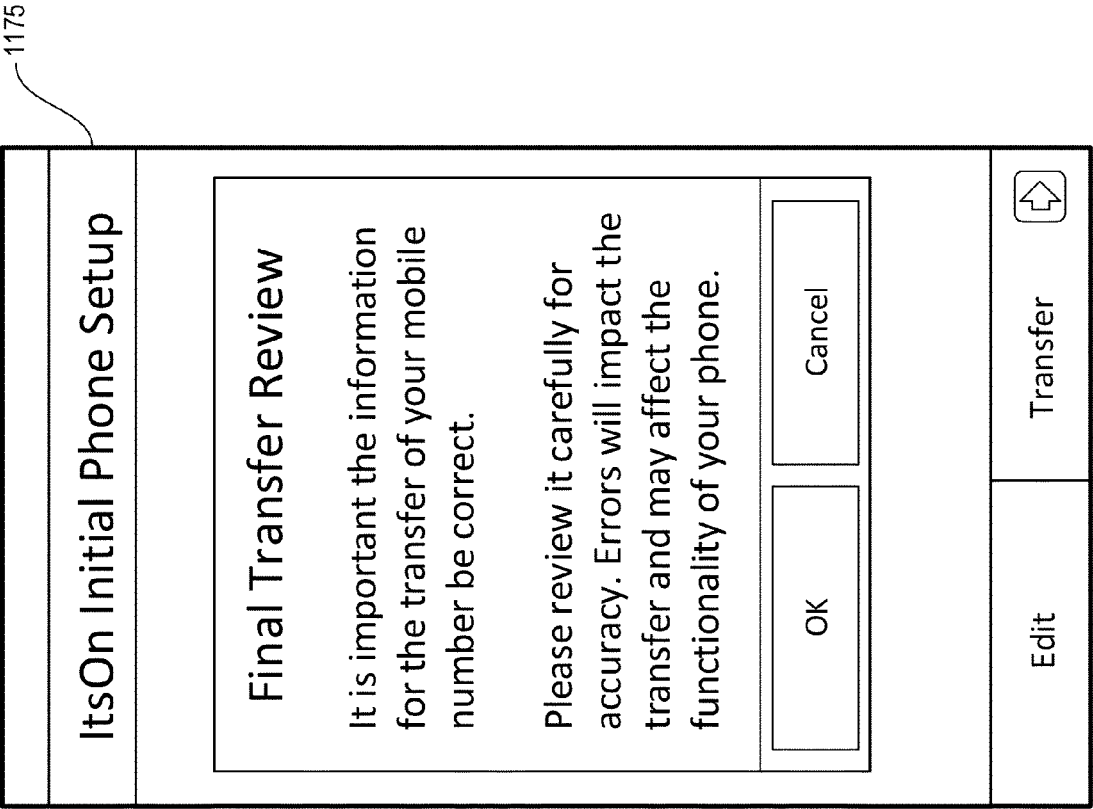 1175
ItsOn Initial Phone Setup
Final Transfer Review
It is important the information
for the transfer of your mobile
number be correct.
Please review it carefully for
accuracy. Errors will impact the
transfer and may affect the
functionality of your phone.
OK
Cancel
Edit
Transfer